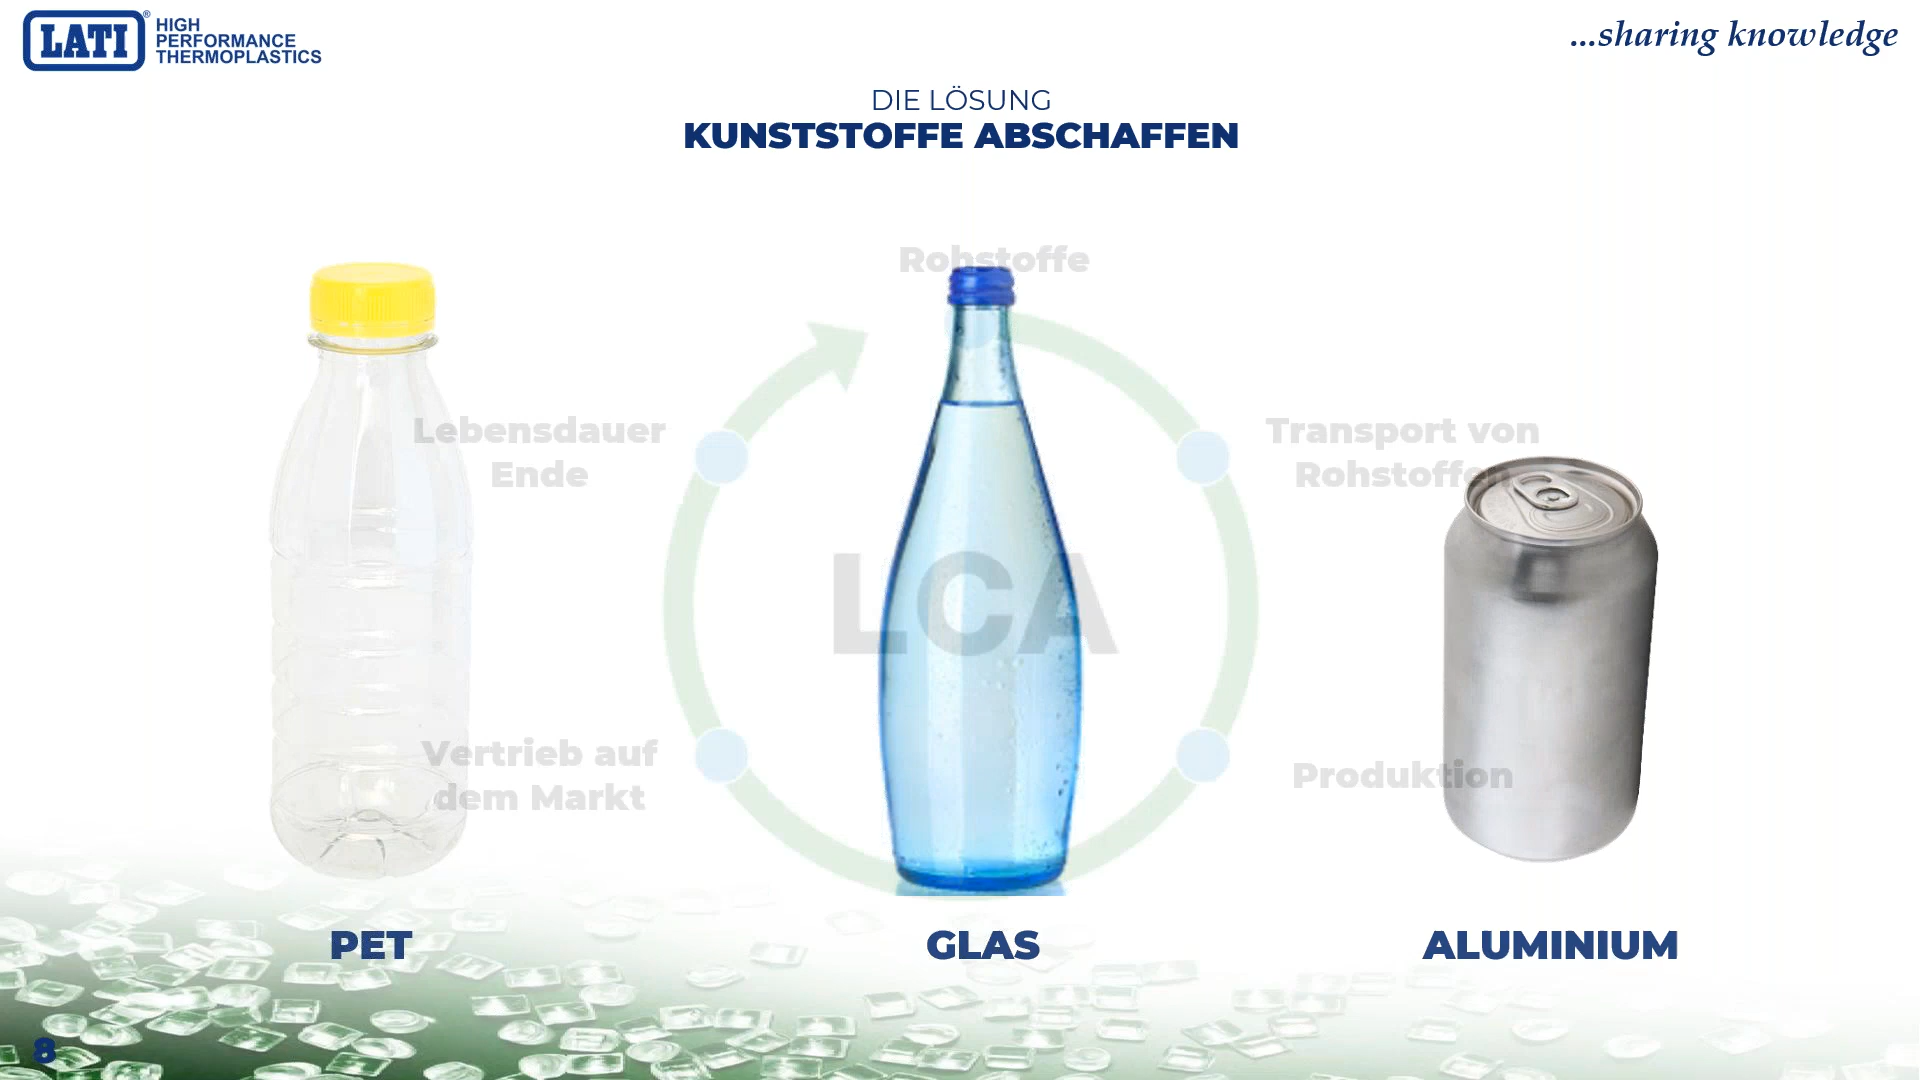 LATI®
HIGH
PERFORMANCE
THERMOPLASTICS
...sharing knowledge
DIE LÖSUNG
KUNSTSTOFFE ABSCHAFFEN
Rohstoffe
Lebensdauer
Ende
Transport von
Rohstoffen
LCA
Vertrieb auf
dem Markt
Produktion
PET
GLAS
ALUMINIUM
8